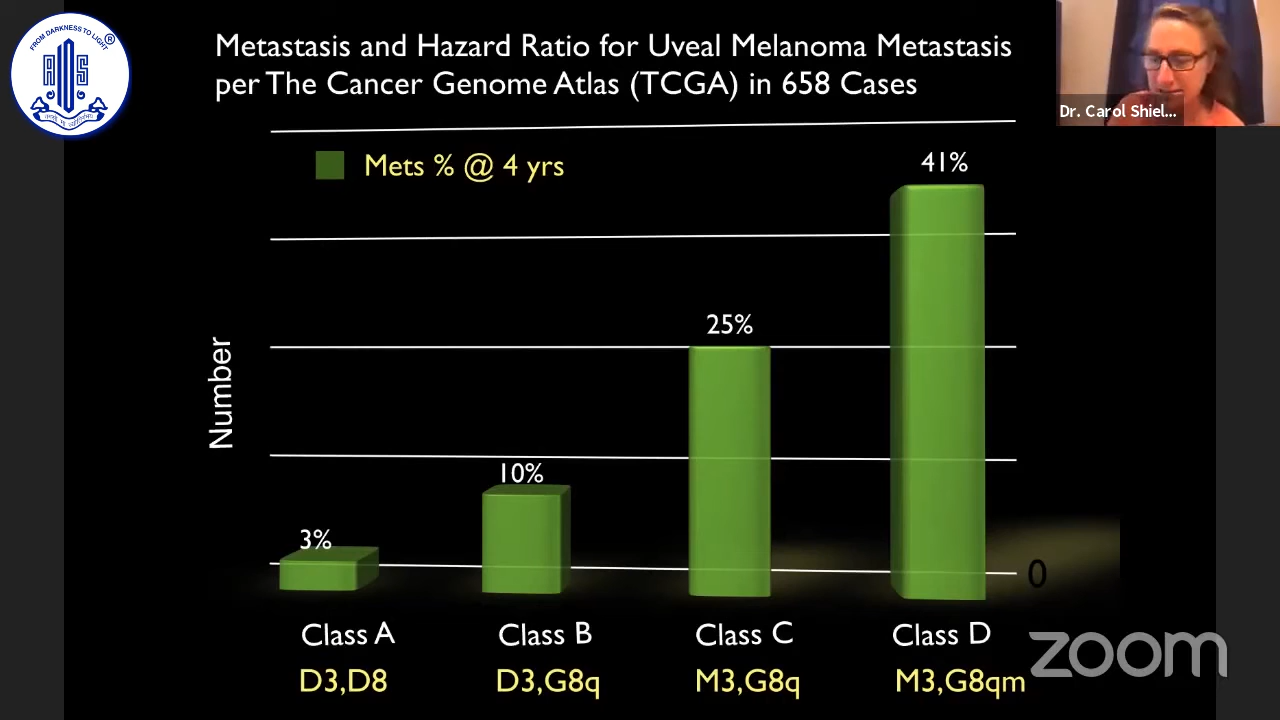 FROM DARKNESS TO LIGHT
®
AIOS
Metastasis and Hazard Ratio for Uveal Melanoma Metastasis
per The Cancer Genome Atlas (TCGA) in 658 Cases
Dr. Carol Shiel...
Mets % @ 4 yrs
41%
25%
10%
3%
Number
0
Class A
Class B
Class C
Class D
D3,D8
D3,G8q
M3,G8q
M3,G8qm
zoom